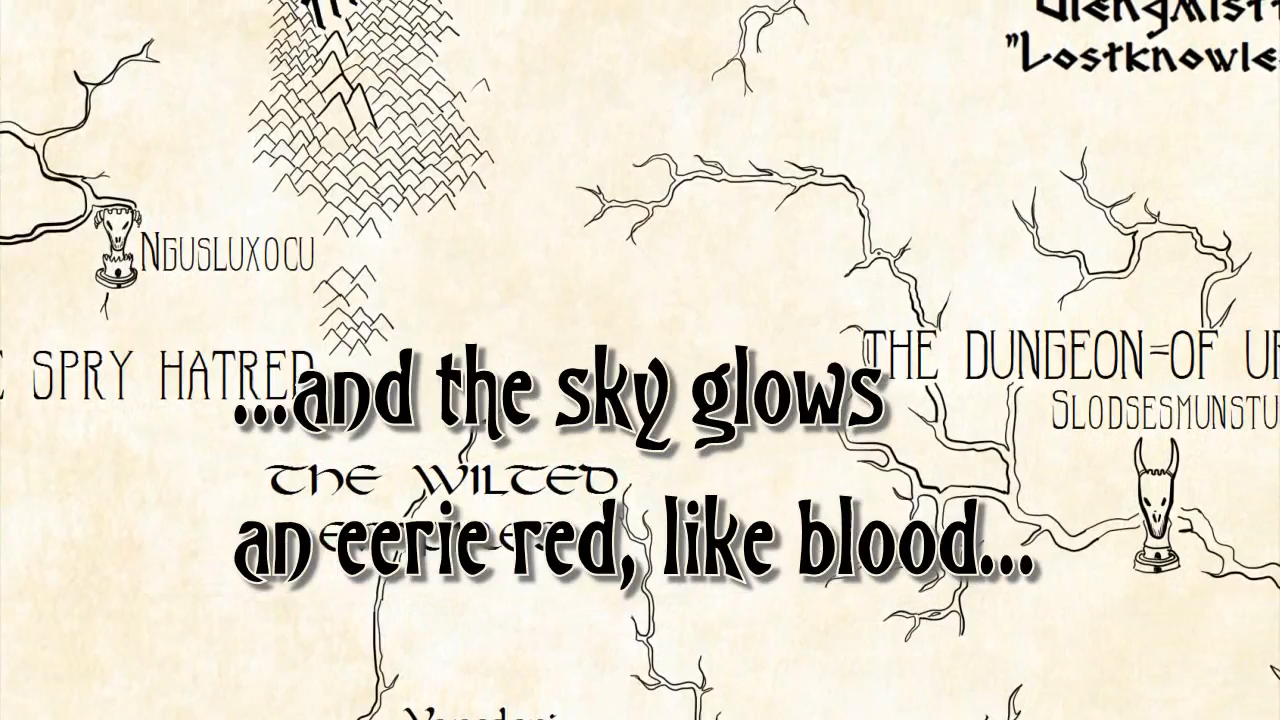 "Lostknowle
NGUSLUXOCU
THE DUNGEON OF UR
SPRY HATRED
SLODSESMUNSTU
...and the sky glows
THE WILTED
an eerie red, like blood...